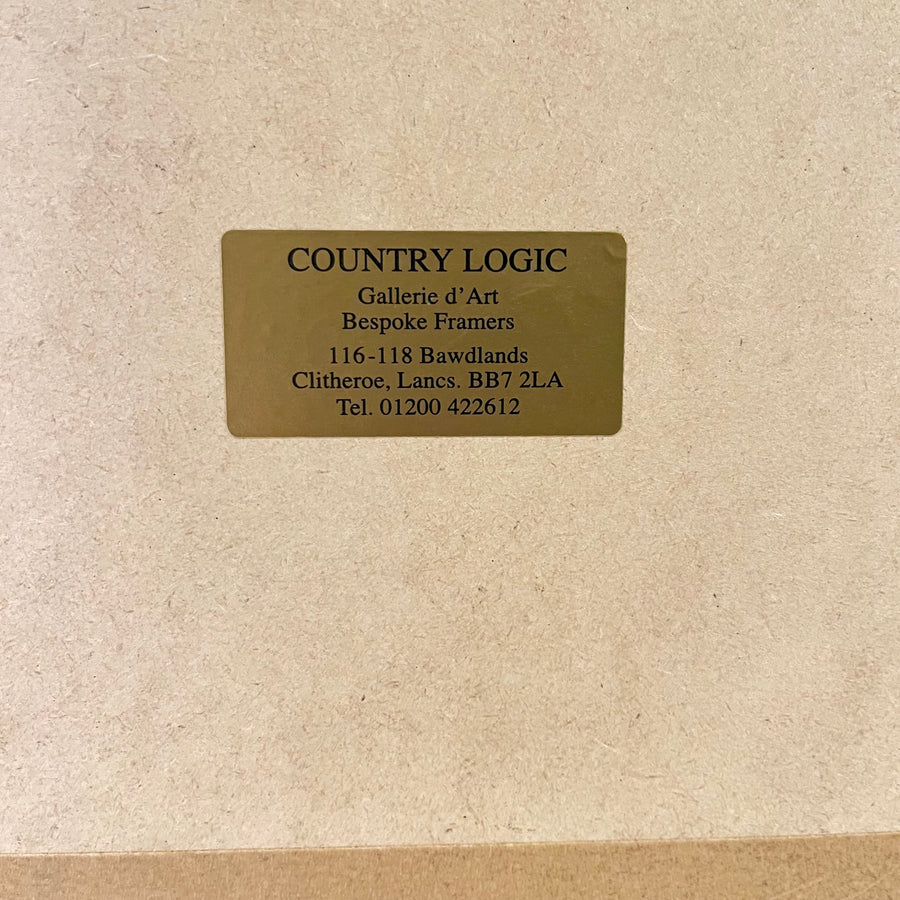 COUNTRY LOGIC
Gallerie d'Art
Bespoke Framers
116-118 Bawdlands
Clitheroe, Lancs. BB7 2LA
Tel. 01200 422612